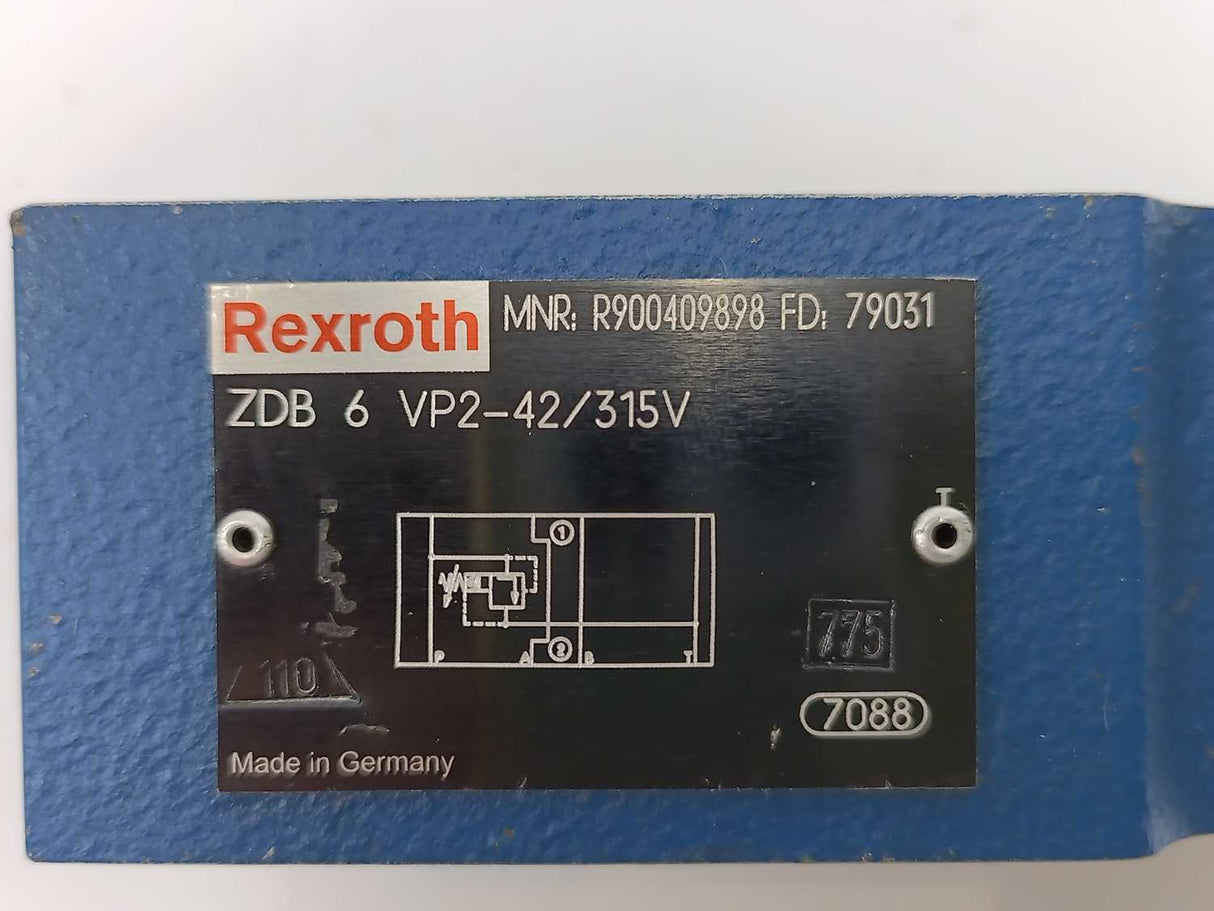 Rexroth MNR: R900409898 FD: 79031
ZDB 6 VP2-42/315V
T
1
P A 2 B T
775
110
7088
Made in Germany